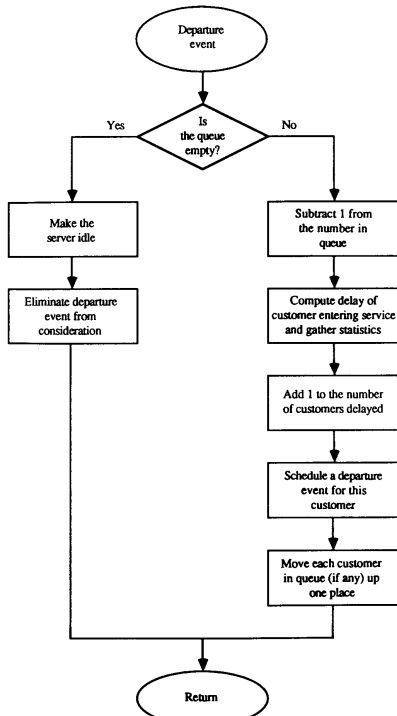 Departure
event
Is
the queue
empty?
Yes
No
Make the
server idle
Eliminate departure
event from
consideration
Subtract 1 from
the number in
queue
Compute delay of
customer entering service
and gather statistics
Add 1 to the number
of customers delayed
Schedule a departure
event for this
customer
Move each customer
in queue (if any) up
one place
Return